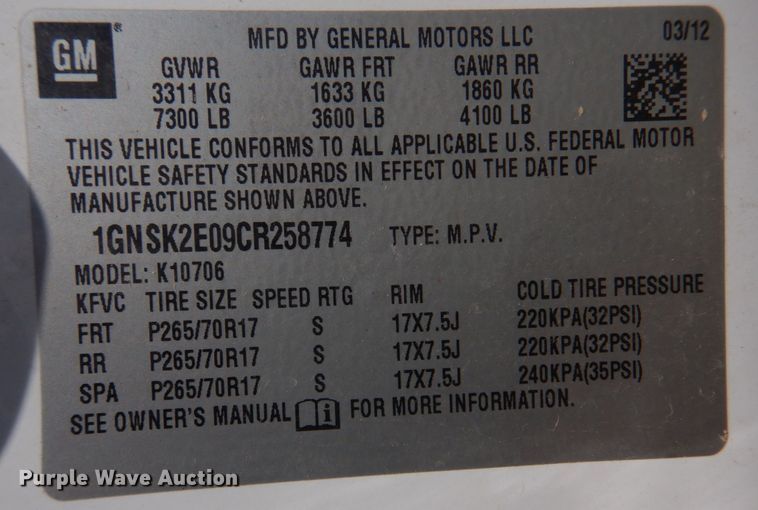 GM® MFD BY GENERAL MOTORS LLC 03/12
GVWR GAWR FRT GAWR RR
3311 KG 1633 KG 1860 KG
7300 LB 3600 LB 4100 LB
THIS VEHICLE CONFORMS TO ALL APPLICABLE U.S. FEDERAL MOTOR
VEHICLE SAFETY STANDARDS IN EFFECT ON THE DATE OF
MANUFACTURE SHOWN ABOVE.
1GNSK2E09CR258774 TYPE: M.P.V.
MODEL: K10706
KFVC TIRE SIZE SPEED RTG RIM COLD TIRE PRESSURE
FRT P265/70R17 S 17X7.5J 220KPA(32PSI)
RR P265/70R17 S 17X7.5J 220KPA(32PSI)
SPA P265/70R17 S 17X7.5J 240KPA(35PSI)
SEE OWNER'S MANUAL i FOR MORE INFORMATION.
Purple Wave Auction